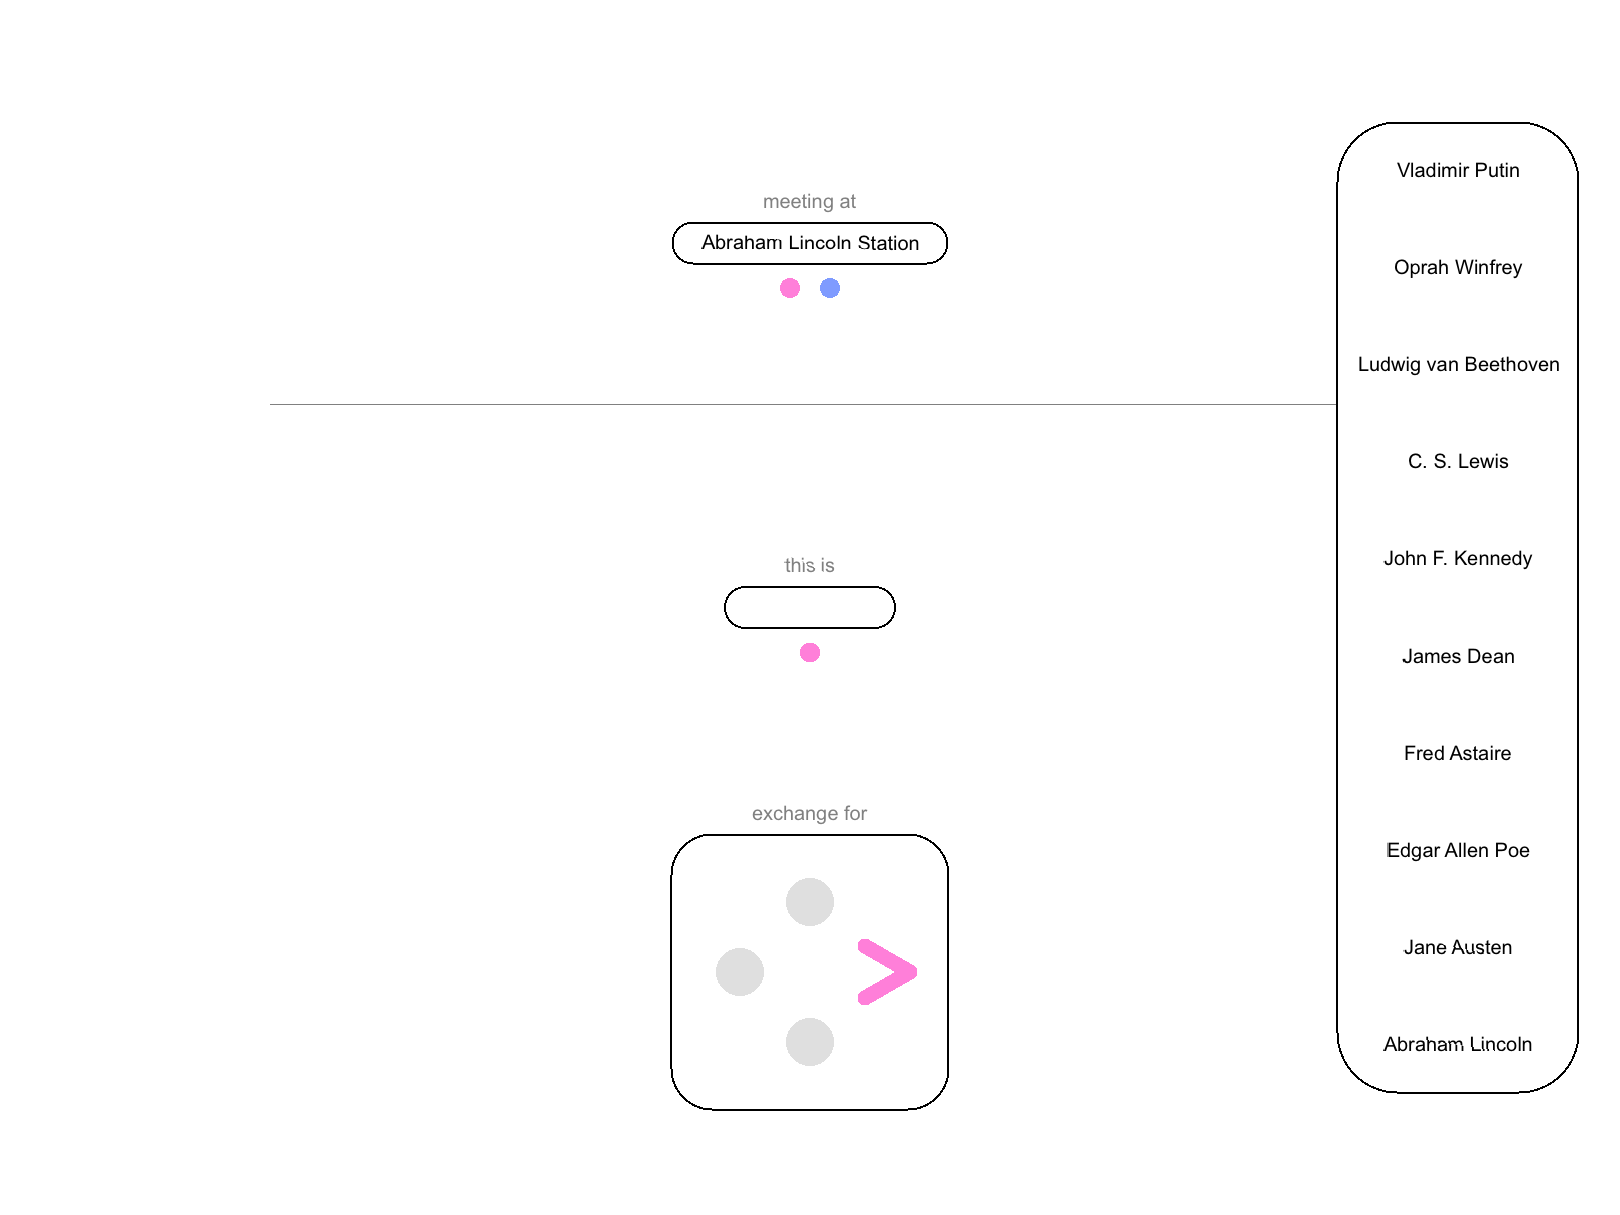 meeting at
Abraham Lincoln Station
this is
exchange for
Vladimir Putin
Oprah Winfrey
Ludwig van Beethoven
C. S. Lewis
John F. Kennedy
James Dean
Fred Astaire
Edgar Allen Poe
Jane Austen
Abraham Lincoln